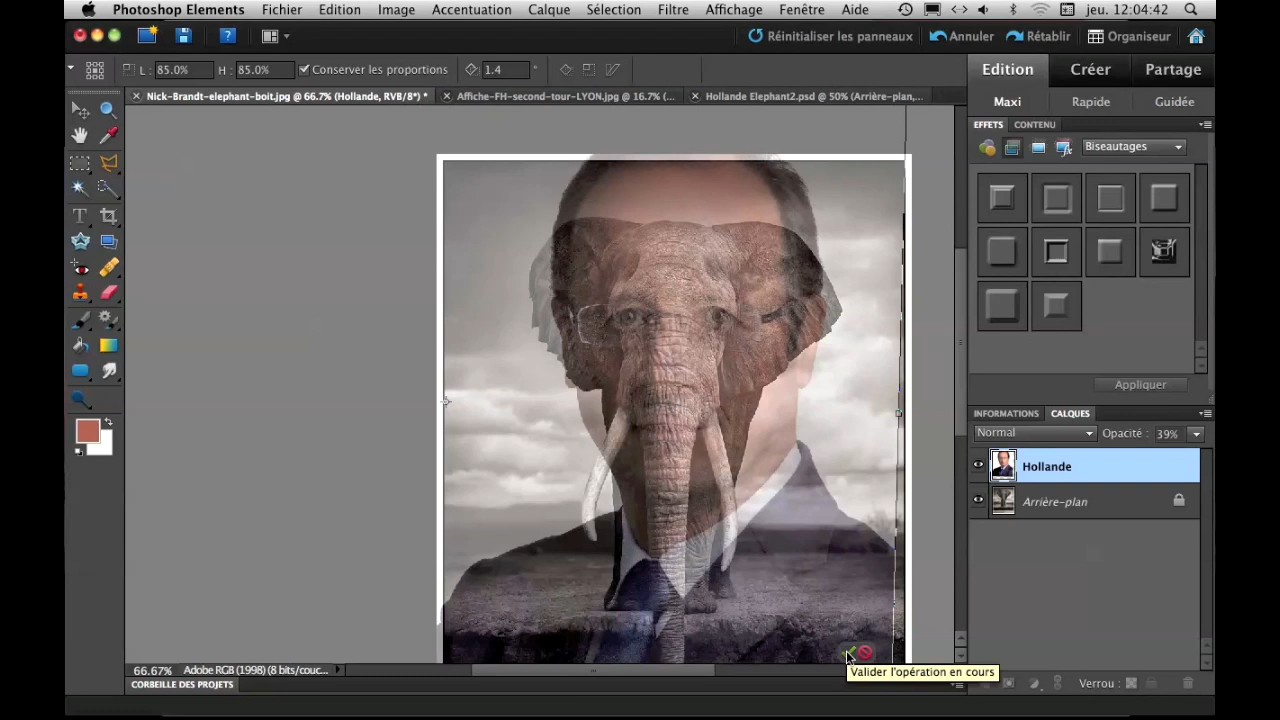 Photoshop Elements Fichier Edition Image Accentuation Calque Sélection Filtre Affichage Fenêtre Aide jeu. 12:04:42
Réinitialiser les panneaux Annuler Rétablir Organiseur
L : 85.0% H : 85.0% Conserver les proportions 1.4 °
Edition Créer Partage
Nick-Brandt-elephant-boit.jpg @ 66.7% (Hollande, RVB/8*) * Affiche-FH-second-tour-LYON.jpg @ 16.7% (... Hollande Elephant2.psd @ 50% (Arrière-plan,...
Maxi Rapide Guidée
EFFETS CONTENU
Biseautages
Appliquer
INFORMATIONS CALQUES
Normal Opacité : 39%
Hollande
Arrière-plan
Valider l'opération en cours
66.67% Adobe RGB (1998) (8 bits/couc...
CORBEILLE DES PROJETS
Verrou :